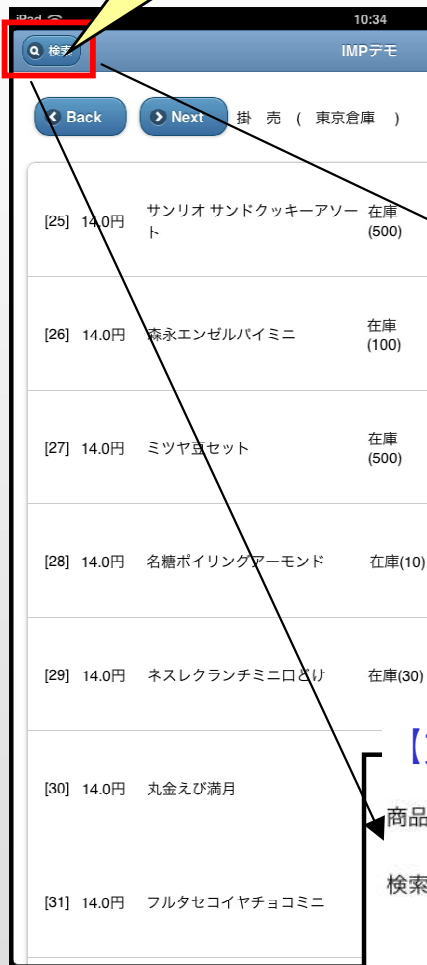 iPad 10:34
検索 IMPデモ
Back Next 掛 売 ( 東京倉庫 )
[25] 14.0円 サンリオ サンドクッキーアソー 在庫
ト (500)
[26] 14.0円 森永エンゼルパイミニ 在庫
(100)
[27] 14.0円 ミツヤ豆セット 在庫
(500)
[28] 14.0円 名糖ポイリングアーモンド 在庫(10)
[29] 14.0円 ネスレクランチミニ口どけ 在庫(30)
【
[30] 14.0円 丸金えび満月
商品
検索
[31] 14.0円 フルタセコイヤチョコミニ